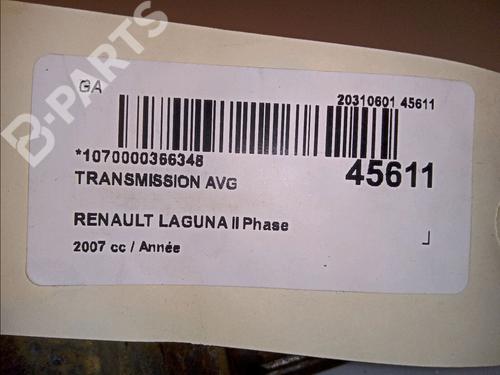 B-PARTS
GA
20310601 45611
*1070000366348
45611
TRANSMISSION AVG
RENAULT LAGUNA II Phase
2007 cc / Année